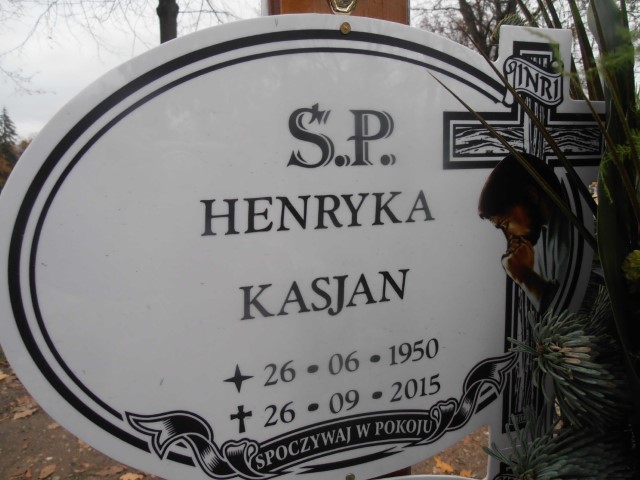 INRI
Ś.P.
HENRYKA
KASJAN
26 • 06 • 1950
26 • 09 • 2015
SPOCZYWAJ W POKOJU